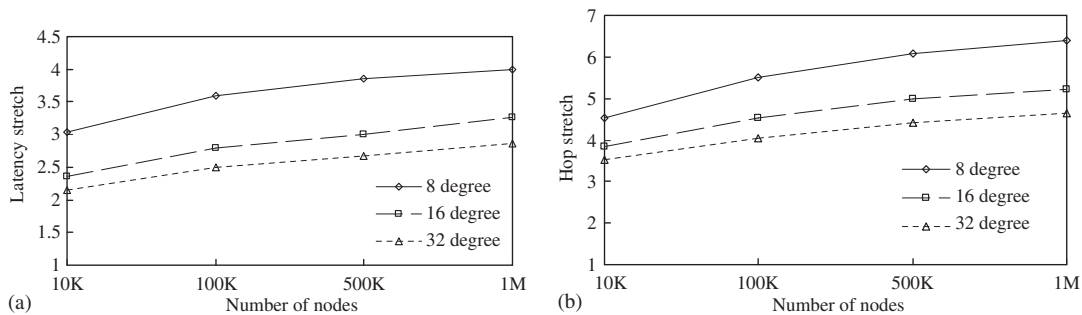 4.5
4
3.5
3
2.5
2
1.5
1
Latency stretch
8 degree
16 degree
32 degree
10K 100K 500K 1M
Number of nodes
(a)
7
6
5
4
3
2
1
Hop stretch
8 degree
16 degree
32 degree
10K 100K 500K 1M
Number of nodes
(b)